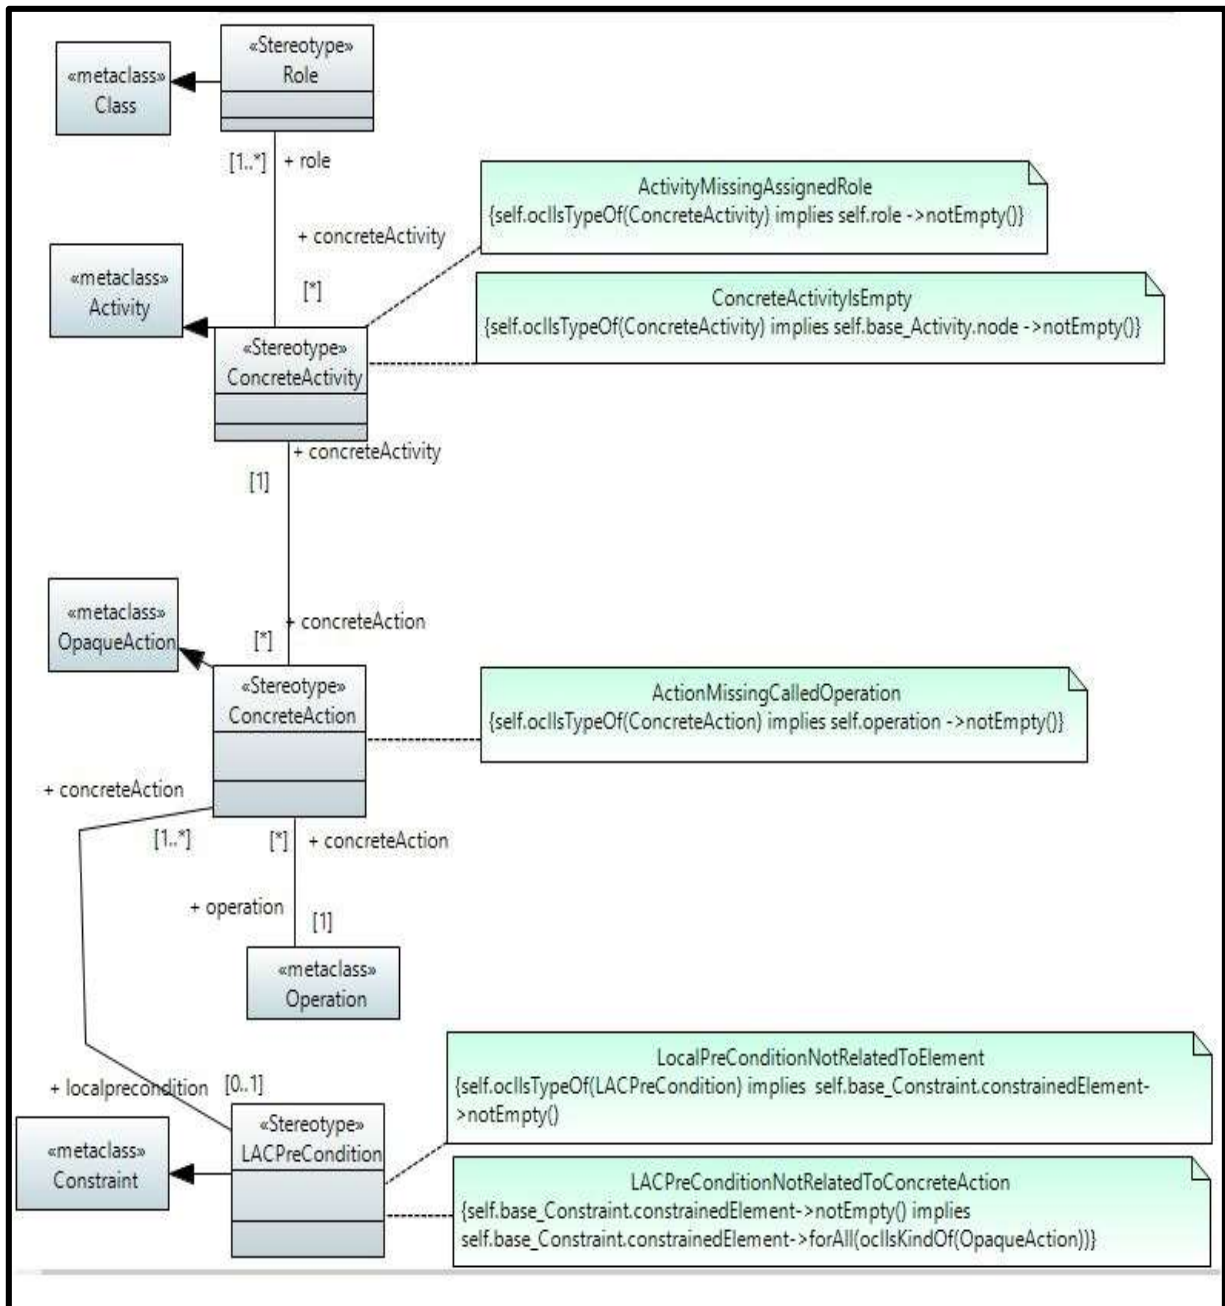 «Stereotype»
Role
«metaclass»
Class
[1..*]
+ role
ActivityMissingAssignedRole
{self.oclIsTypeOf(ConcreteActivity) implies self.role ->notEmpty()}
+ concreteActivity
[*]
«metaclass»
Activity
ConcreteActivityIsEmpty
{self.oclIsTypeOf(ConcreteActivity) implies self.base_Activity.node ->notEmpty()}
«Stereotype»
ConcreteActivity
+ concreteActivity
[1]
«metaclass»
OpaqueAction
+ concreteAction
[*]
«Stereotype»
ConcreteAction
ActionMissingCalledOperation
{self.oclIsTypeOf(ConcreteAction) implies self.operation ->notEmpty()}
+ concreteAction
[1..*]
[*]
+ concreteAction
+ operation
[1]
«metaclass»
Operation
LocalPreConditionNotRelatedToElement
{self.oclIsTypeOf(LACPreCondition) implies self.base_Constraint.constrainedElement-
>notEmpty()
+ localprecondition
[0..1]
«Stereotype»
LACPreCondition
«metaclass»
Constraint
LACPreConditionNotRelatedToConcreteAction
{self.base_Constraint.constrainedElement->notEmpty() implies
self.base_Constraint.constrainedElement->forAll(oclIsKindOf(OpaqueAction))}